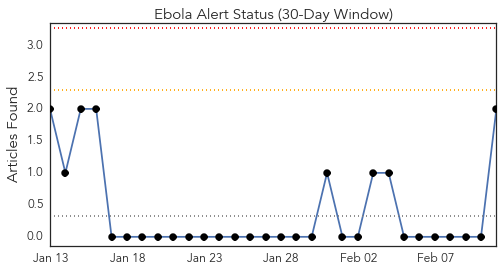 Ebola Alert Status (30-Day Window)
Articles Found
3.0
2.5
2.0
1.5
1.0
0.5
0.0
Jan 13 Jan 18 Jan 23 Jan 28 Feb 02 Feb 07